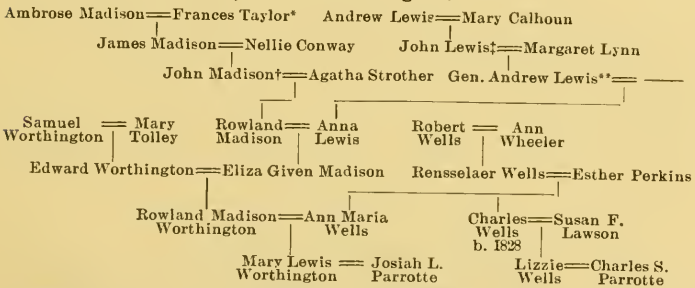 Ambrose Madison Frances Taylor* Andrew Lewis Mary Calhoun
James Madison Nellie Conway John Lewis‡ Margaret Lynn
John Madison† Agatha Strother Gen. Andrew Lewis**
Samuel Worthington Mary Tolley Rowland Madison Anna Lewis Robert Wells Ann Wheeler
Edward Worthington Eliza Given Madison Rensselaer Wells Esther Perkins
Rowland Madison Worthington Ann Maria Wells Charles Wells b. 1828 Susan F. Lawson
Mary Lewis Worthington Josiah L. Parrotte Lizzie Wells Charles S. Parrotte